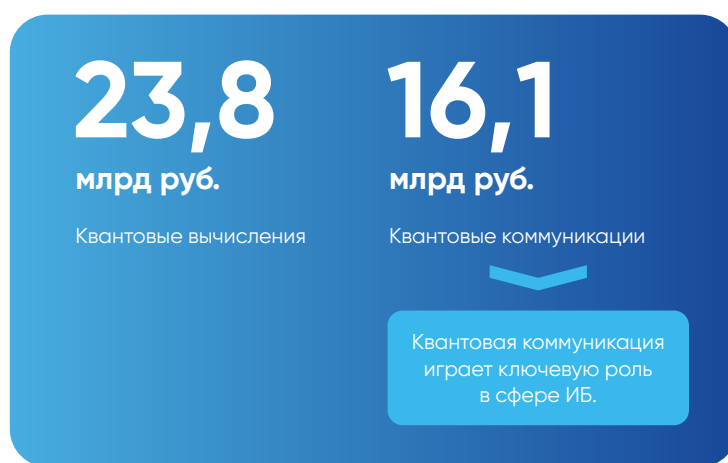 23,8
млрд руб.
Квантовые вычисления
16,1
млрд руб.
Квантовые коммуникации
Квантовая коммуникация
играет ключевую роль
в сфере ИБ.